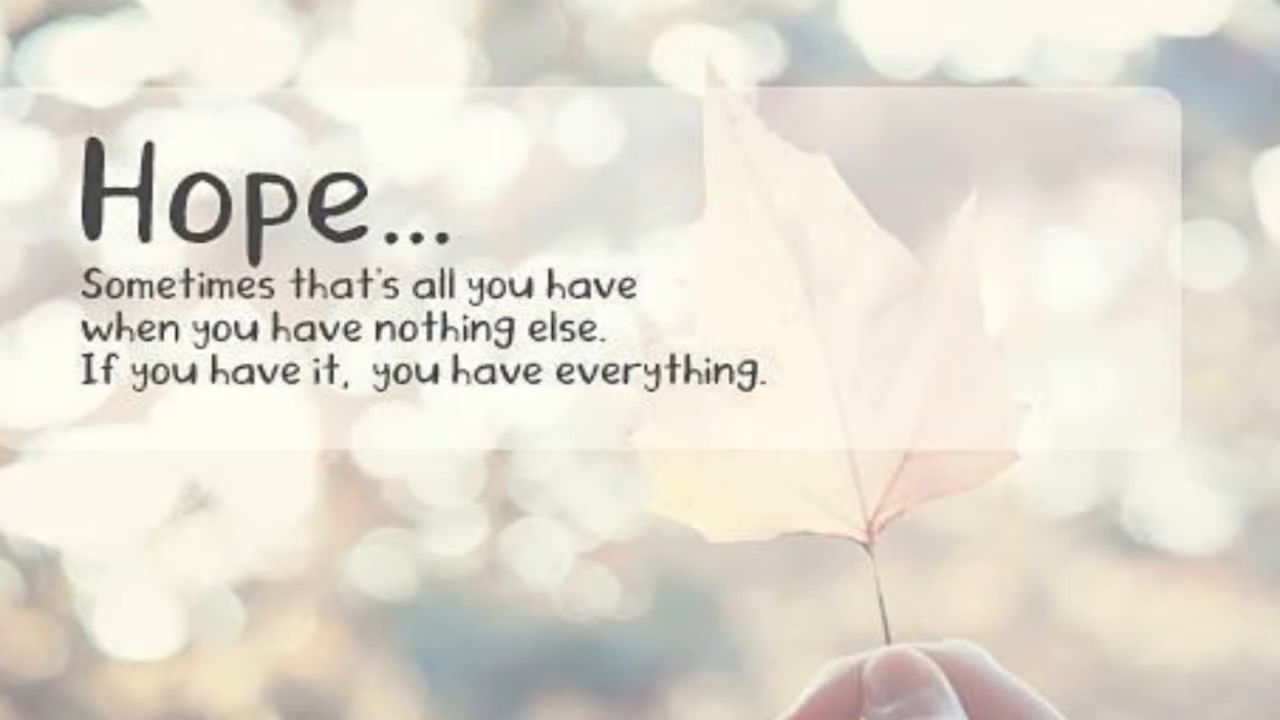 Hope...
Sometimes that's all you have
when you have nothing else.
If you have it, you have everything.